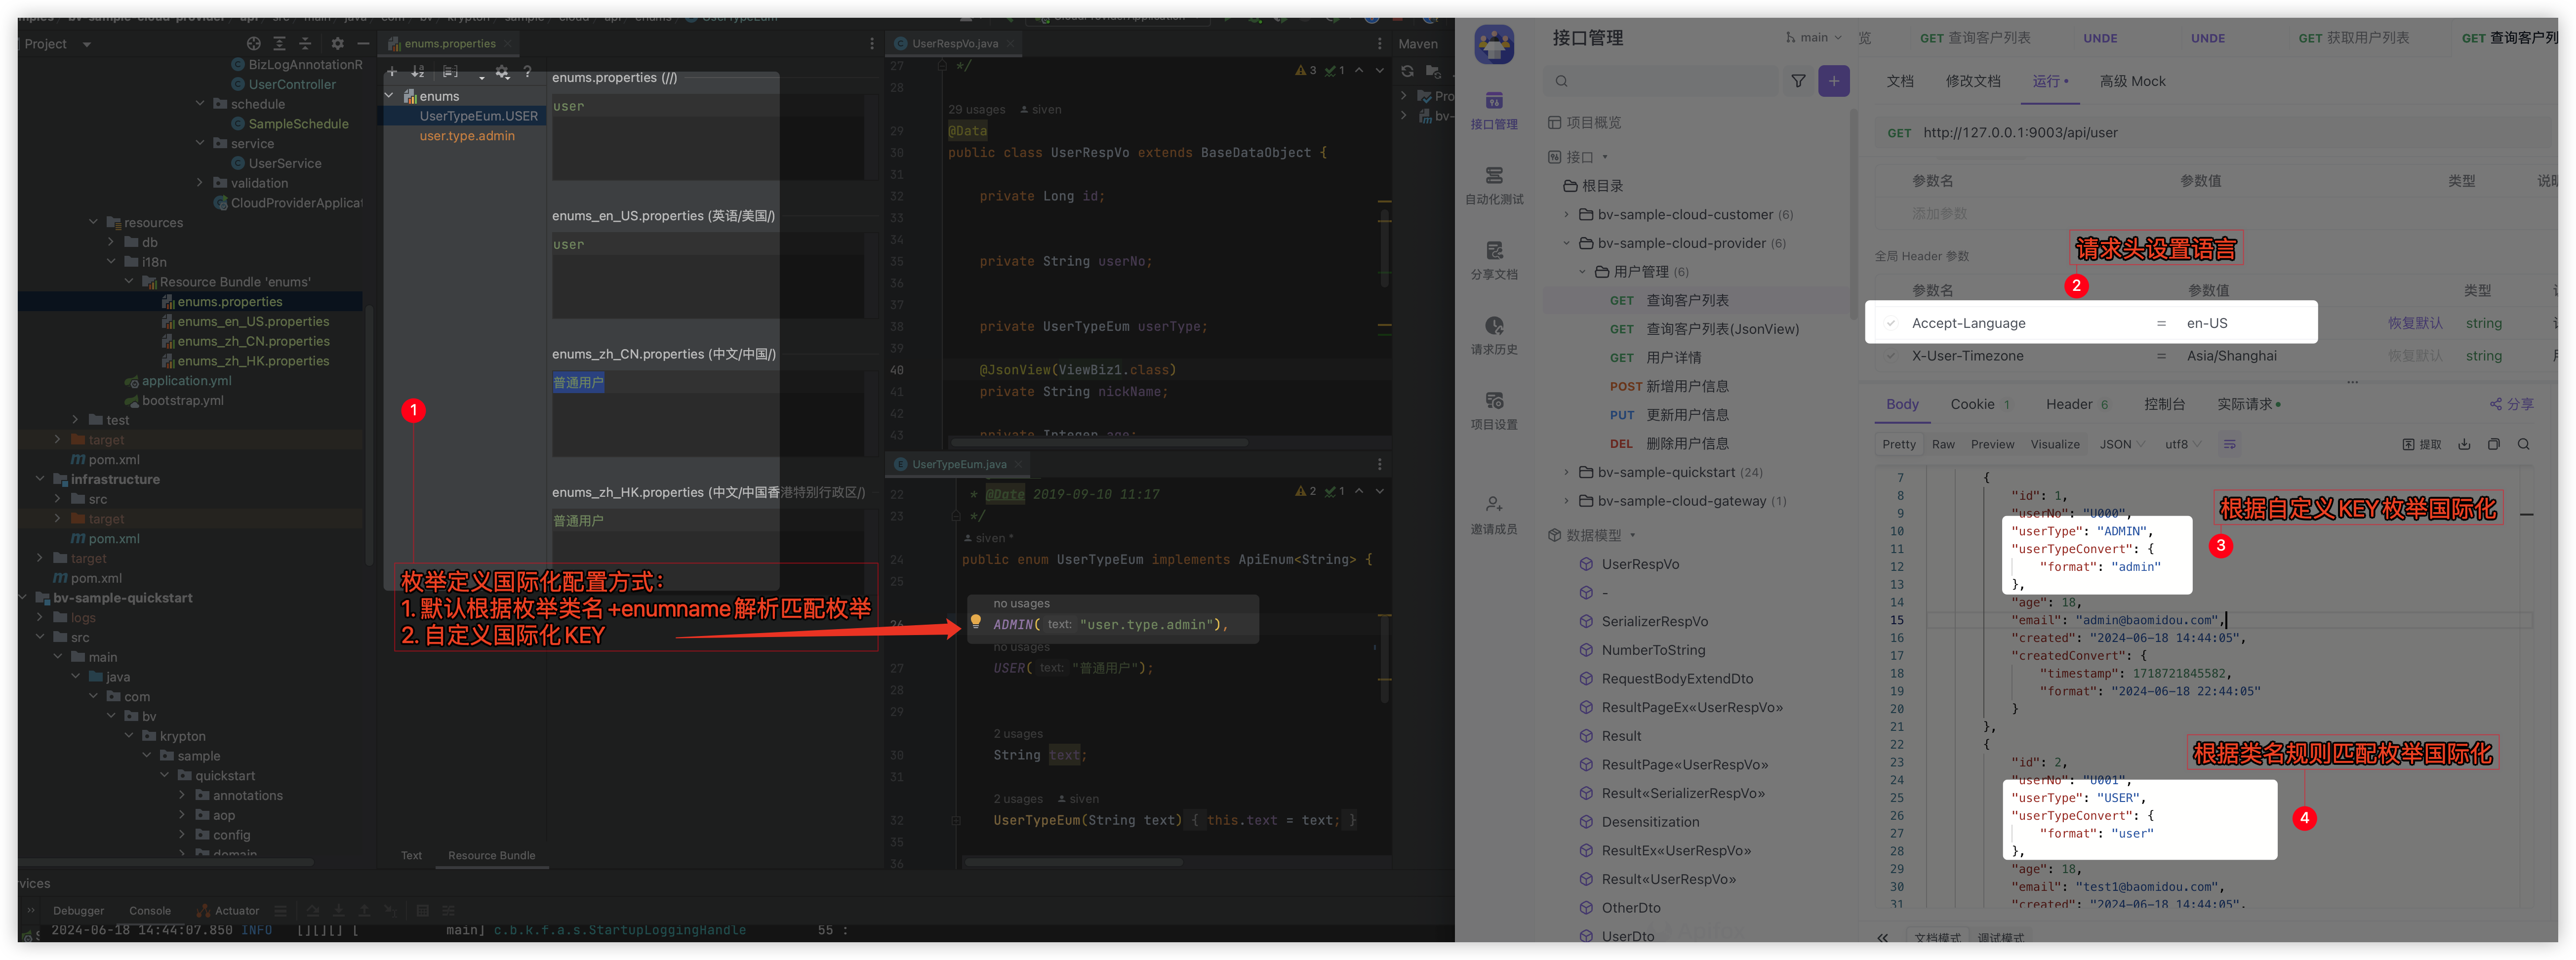 Project
BizLogAnnotationR
UserController
schedule
SampleSchedule
service
UserService
validation
CloudProviderApplicat
resources
db
i18n
Resource Bundle 'enums'
enums.properties
enums_en_US.properties
enums_zh_CN.properties
enums_zh_HK.properties
application.yml
bootstrap.yml
test
target
pom.xml
infrastructure
src
target
pom.xml
target
pom.xml
bv-sample-quickstart
logs
src
main
java
com
bv
krypton
sample
quickstart
annotations
aop
config
domain
enums.properties
enums
UserTypeEum.USER
user.type.admin
enums.properties (///)
user
enums_en_US.properties (英语/美国/)
user
enums_zh_CN.properties (中文/中国/)
普通用户
enums_zh_HK.properties (中文/中国香港特别行政区/)
普通用户
1
枚举定义国际化配置方式：
1. 默认根据枚举类名+enumname解析匹配枚举
2. 自定义国际化KEY
Text Resource Bundle
UserRespVo.java
3 1
27 */
28
29 usages siven
29 @Data
30 public class UserRespVo extends BaseDataObject {
31
32 private Long id;
33
34
35 private String userNo;
36
37
38 private UserTypeEum userType;
39
40 @JsonView(ViewBiz1.class)
41 private String nickName;
42
43 private Integer age;
UserTypeEum.java
2 1
22 * @Date 2019-09-10 11:17
23 */
siven *
24 public enum UserTypeEum implements ApiEnum<String> {
25
no usages
26 ADMIN( text: "user.type.admin"),
no usages
27 USER( text: "普通用户");
28
29
2 usages
30 String text;
31
2 usages siven
32 UserTypeEum(String text) { this.text = text; }
35
36
Maven
Pro
bv-
vices
Debugger Console Actuator
2024-06-18 14:44:07.850 INFO [][][] [ main] c.b.k.f.a.s.StartupLoggingHandle 55 :
接口管理
自动化测试
分享文档
请求历史
项目设置
邀请成员
接口管理 main
项目概览
接口
根目录
bv-sample-cloud-customer (6)
bv-sample-cloud-provider (6)
用户管理 (6)
GET 查询客户列表
GET 查询客户列表(JsonView)
GET 用户详情
POST 新增用户信息
PUT 更新用户信息
DEL 删除用户信息
bv-sample-quickstart (24)
bv-sample-cloud-gateway (1)
数据模型
UserRespVo
-
SerializerRespVo
NumberToString
RequestBodyExtendDto
ResultPageEx«UserRespVo»
Result
ResultPage«UserRespVo»
Result«SerializerRespVo»
Desensitization
ResultEx«UserRespVo»
Result«UserRespVo»
OtherDto
UserDto
览 GET 查询客户列表 UNDE UNDE GET 获取用户列表 GET 查询客户列
文档 修改文档 运行 高级 Mock
GET http://127.0.0.1:9003/api/user
参数名 参数值 类型 说明
添加参数
请求头设置语言
全局 Header 参数
2
参数名 参数值 类型
Accept-Language = en-US 恢复默认 string
X-User-Timezone = Asia/Shanghai 恢复默认 string
Body Cookie 1 Header 6 控制台 实际请求 分享
Pretty Raw Preview Visualize JSON utf8 提取
7 {
8 "id": 1,
9 "userNo": "U000",
10 "userType": "ADMIN",
11 "userTypeConvert": {
12 "format": "admin"
13 },
14 "age": 18,
15 "email": "admin@baomidou.com",
16 "created": "2024-06-18 14:44:05",
17 "createdConvert": {
18 "timestamp": 1718721845582,
19 "format": "2024-06-18 22:44:05"
20 }
21 },
22 {
23 "id": 2,
24 "userNo": "U001",
25 "userType": "USER",
26 "userTypeConvert": {
27 "format": "user"
28 },
29 "age": 18,
30 "email": "test1@baomidou.com",
31 "created": "2024-06-18 14:44:05",
根据自定义KEY枚举国际化
3
根据类名规则匹配枚举国际化
4
文档模式 调试模式